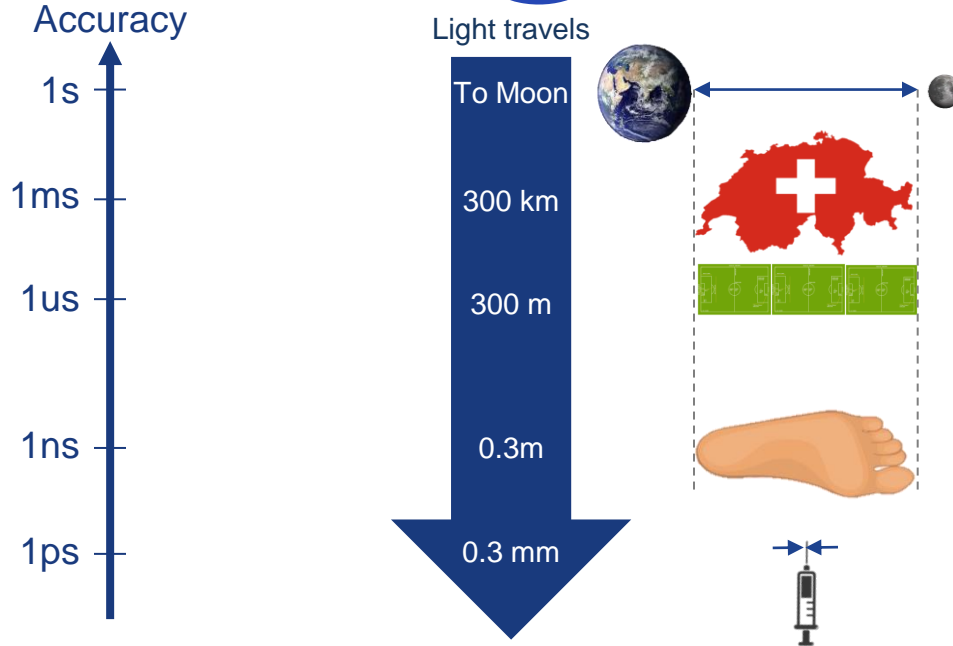 Accuracy
Light travels
1s
To Moon
1ms
300 km
1us
300 m
1ns
0.3m
1ps
0.3 mm